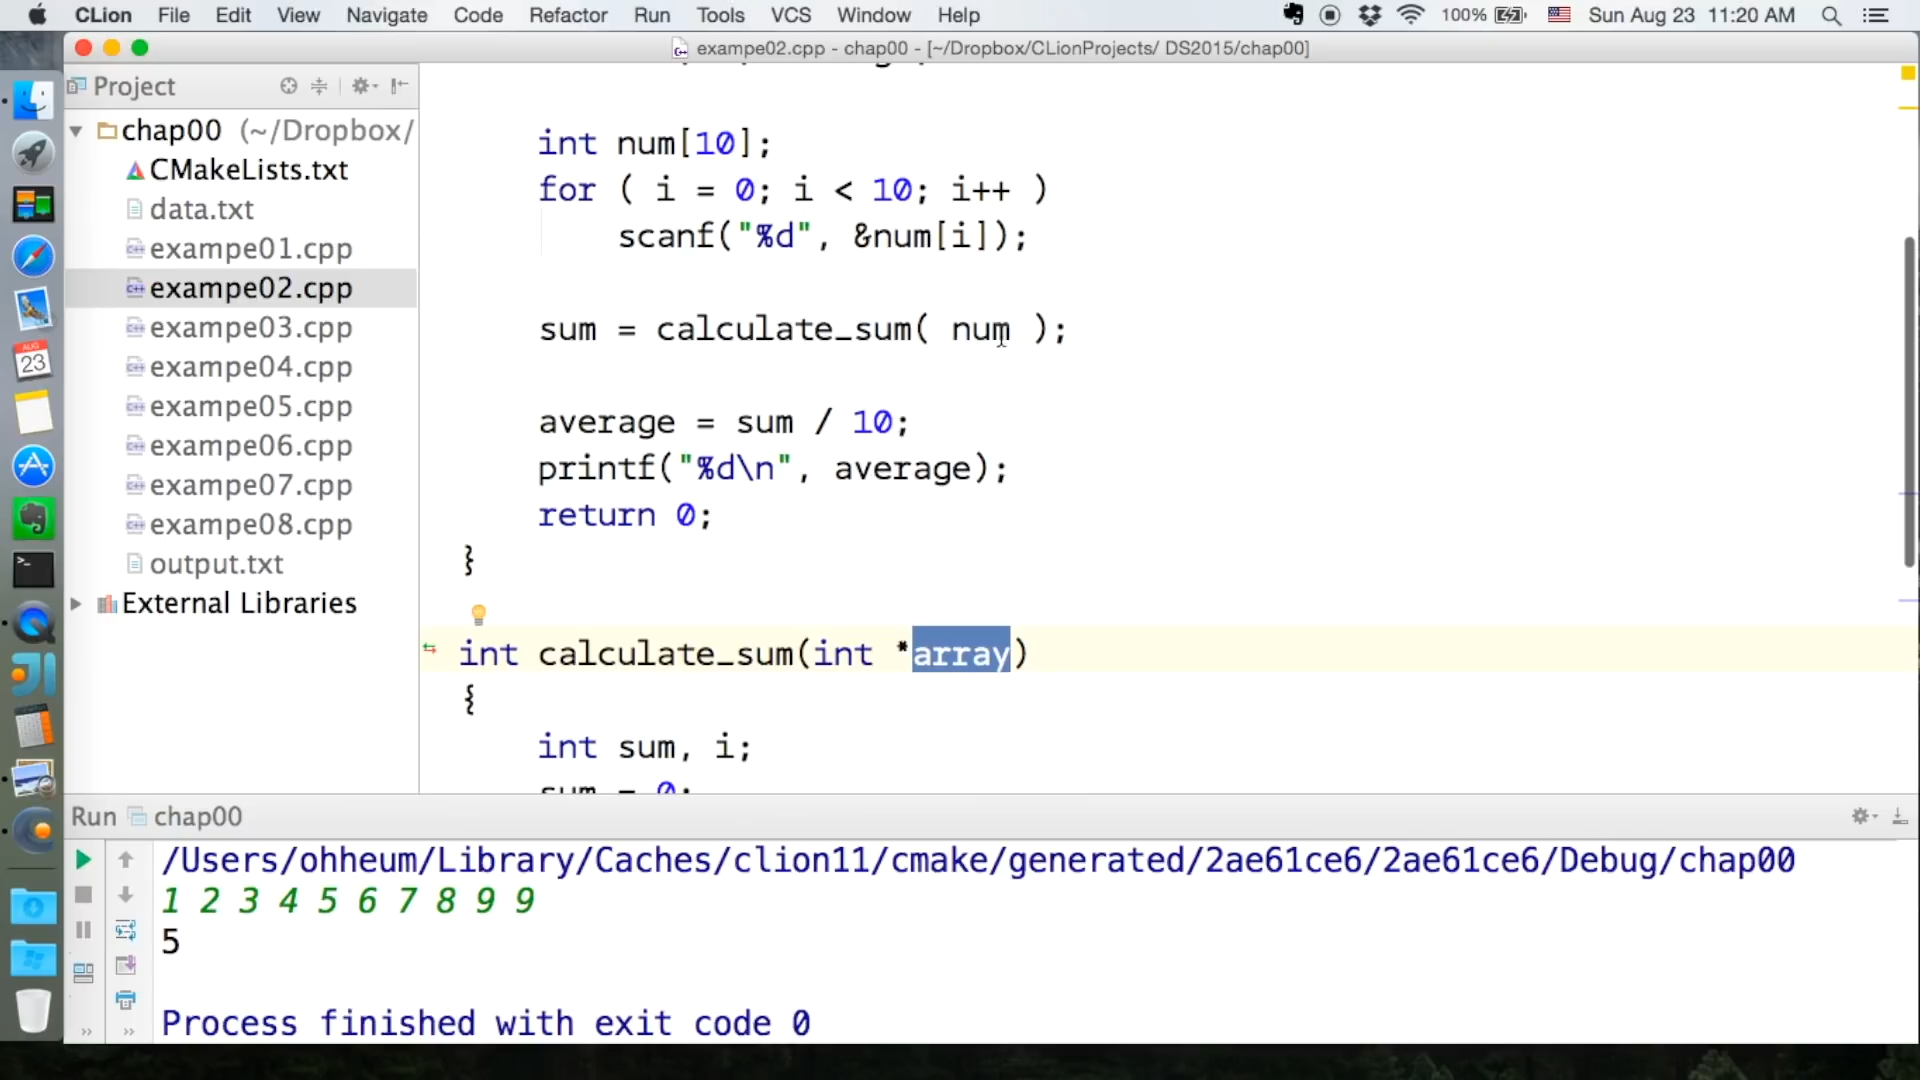 CLion File Edit View Navigate Code Refactor Run Tools VCS Window Help 100% Sun Aug 23 11:20 AM
exampe02.cpp - chap00 - [~/Dropbox/CLionProjects/ DS2015/chap00]
Project
chap00 (~/Dropbox/
CMakeLists.txt
data.txt
exampe01.cpp
exampe02.cpp
exampe03.cpp
exampe04.cpp
exampe05.cpp
exampe06.cpp
exampe07.cpp
exampe08.cpp
output.txt
External Libraries
AUG
23
int num[10];
for ( i = 0; i < 10; i++ )
scanf("%d", &num[i]);
sum = calculate_sum( num );
average = sum / 10;
printf("%d\n", average);
return 0;
}
int calculate_sum(int *array)
{
int sum, i;
sum = 0;
Run chap00
/Users/ohheum/Library/Caches/clion11/cmake/generated/2ae61ce6/2ae61ce6/Debug/chap00
1 2 3 4 5 6 7 8 9 9
5
Process finished with exit code 0